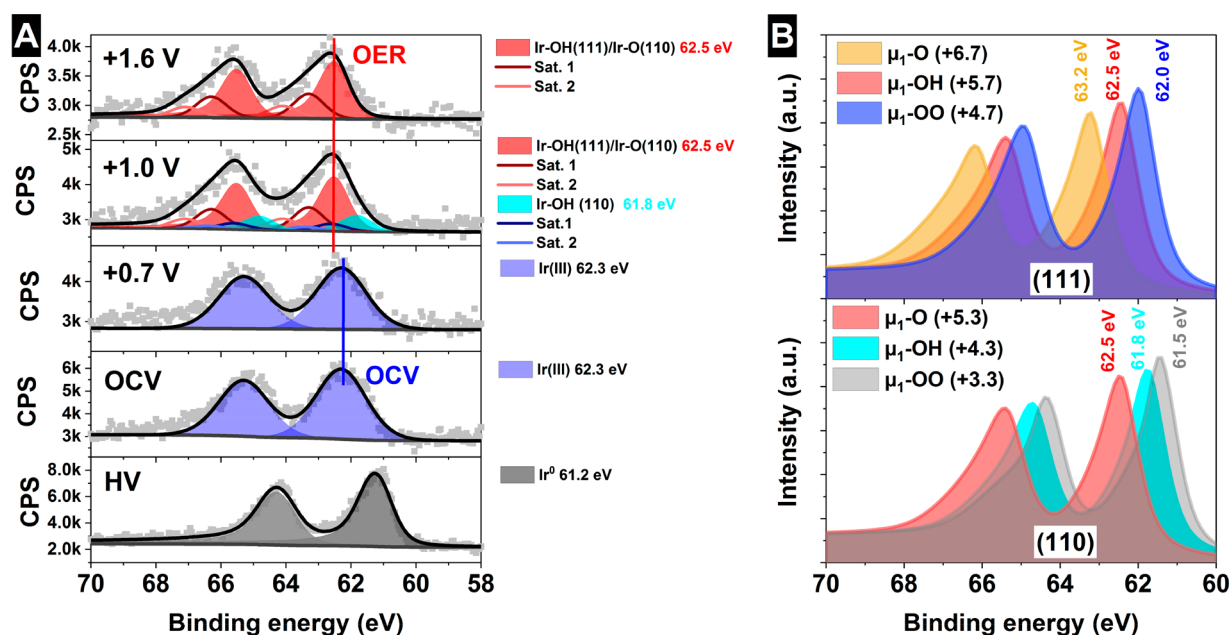 A
CPS
4.0k
3.5k
3.0k
2.5k
+1.6 V
OER
Ir-OH(111)/Ir-O(110) 62.5 eV
Sat. 1
Sat. 2
CPS
5k
4k
3k
+1.0 V
Ir-OH(111)/Ir-O(110) 62.5 eV
Sat. 1
Sat. 2
Ir-OH (110) 61.8 eV
Sat.1
Sat. 2
CPS
4k
3k
+0.7 V
Ir(III) 62.3 eV
CPS
6k
5k
4k
3k
OCV
OCV
Ir(III) 62.3 eV
CPS
8.0k
6.0k
4.0k
2.0k
HV
Ir⁰ 61.2 eV
70 68 66 64 62 60 58
Binding energy (eV)
B
Intensity (a.u.)
μ₁-O (+6.7)
μ₁-OH (+5.7)
μ₁-OO (+4.7)
63.2 eV
62.5 eV
62.0 eV
(111)
Intensity (a.u.)
μ₁-O (+5.3)
μ₁-OH (+4.3)
μ₁-OO (+3.3)
62.5 eV
61.8 eV
61.5 eV
(110)
70 68 66 64 62 60
Binding energy (eV)